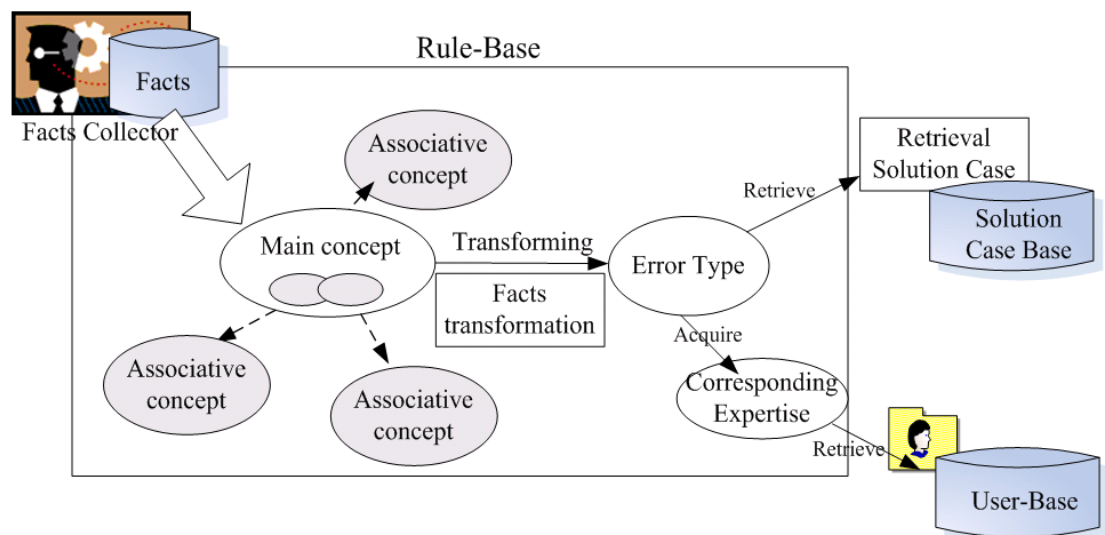 Rule-Base
Facts
Facts Collector
Associative
concept
Retrieval
Solution Case
Retrieve
Solution
Case Base
Main concept
Transforming
Error Type
Facts
transformation
Acquire
Associative
concept
Associative
concept
Corresponding
Expertise
Retrieve
User-Base